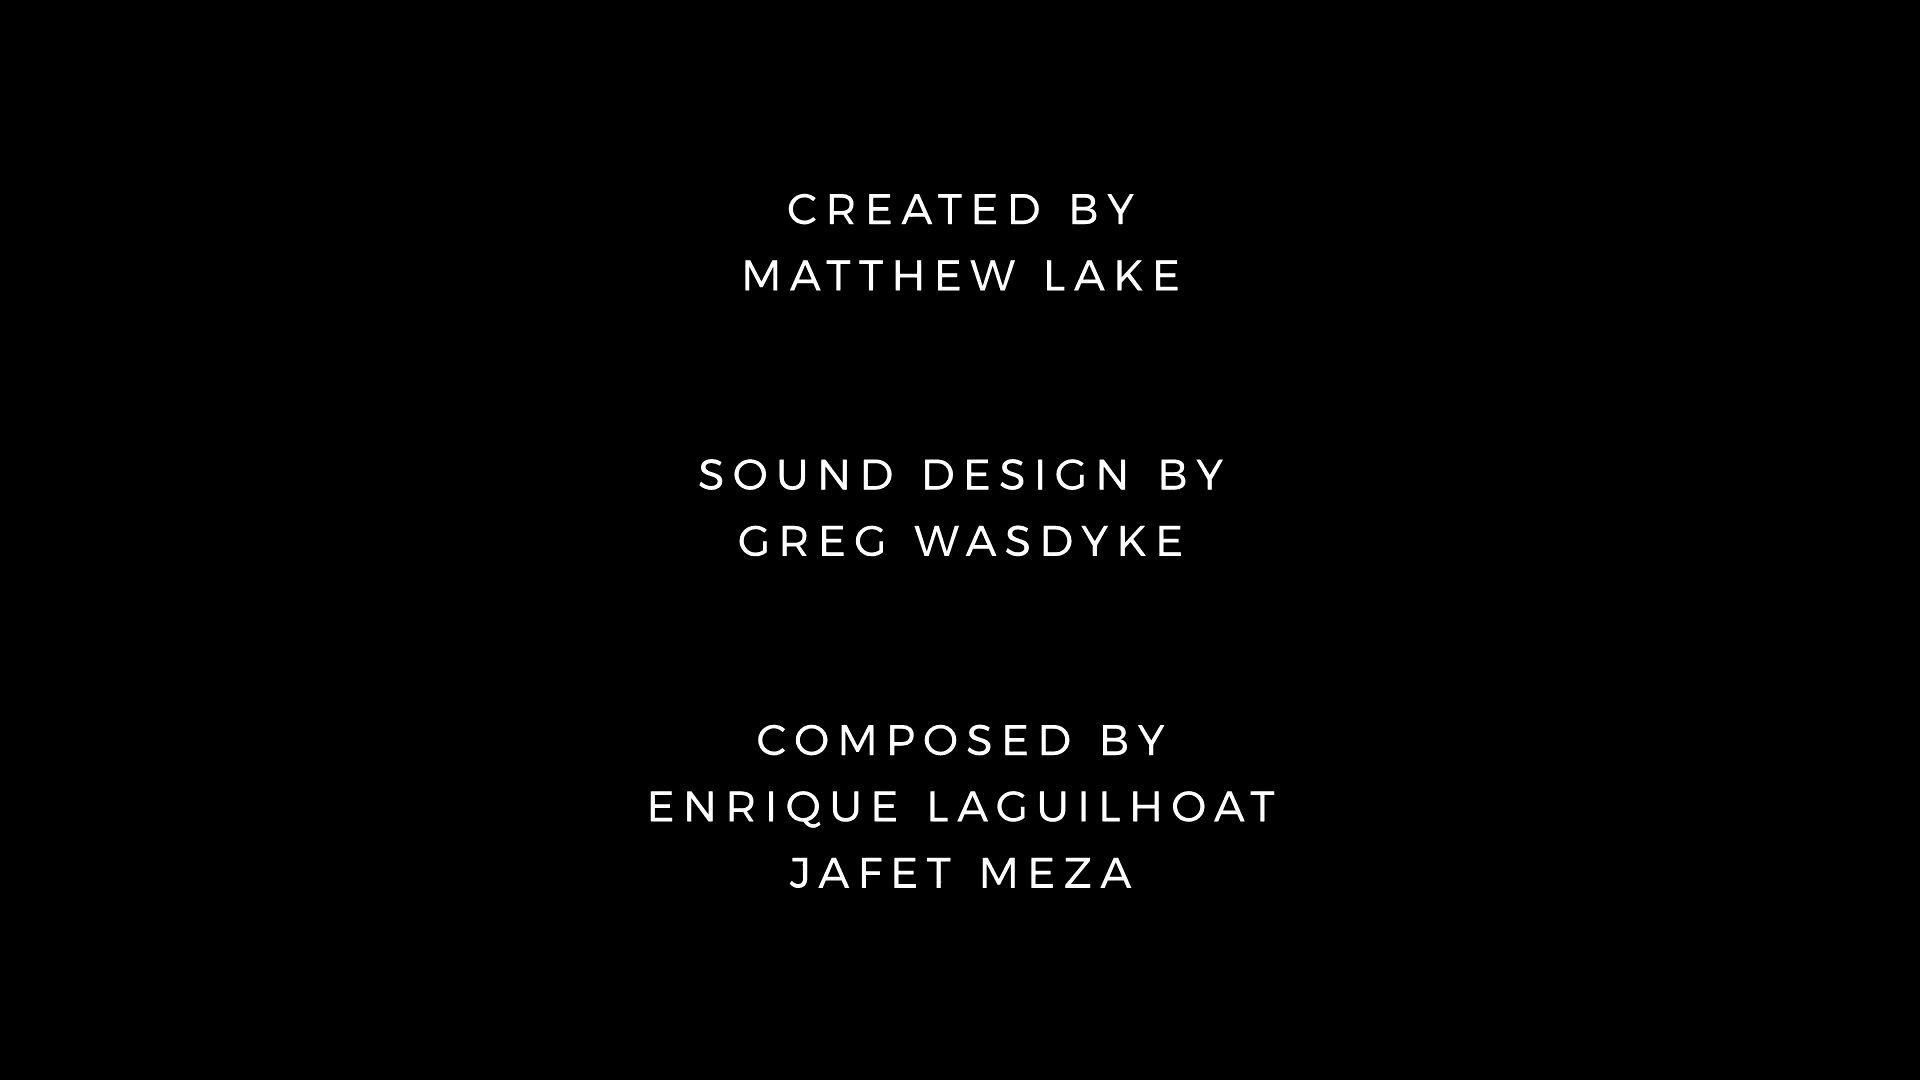 CREATED BY
MATTHEW LAKE
SOUND DESIGN BY
GREG WASDYKE
COMPOSED BY
ENRIQUE LAGUILHOAT
JAFET MEZA